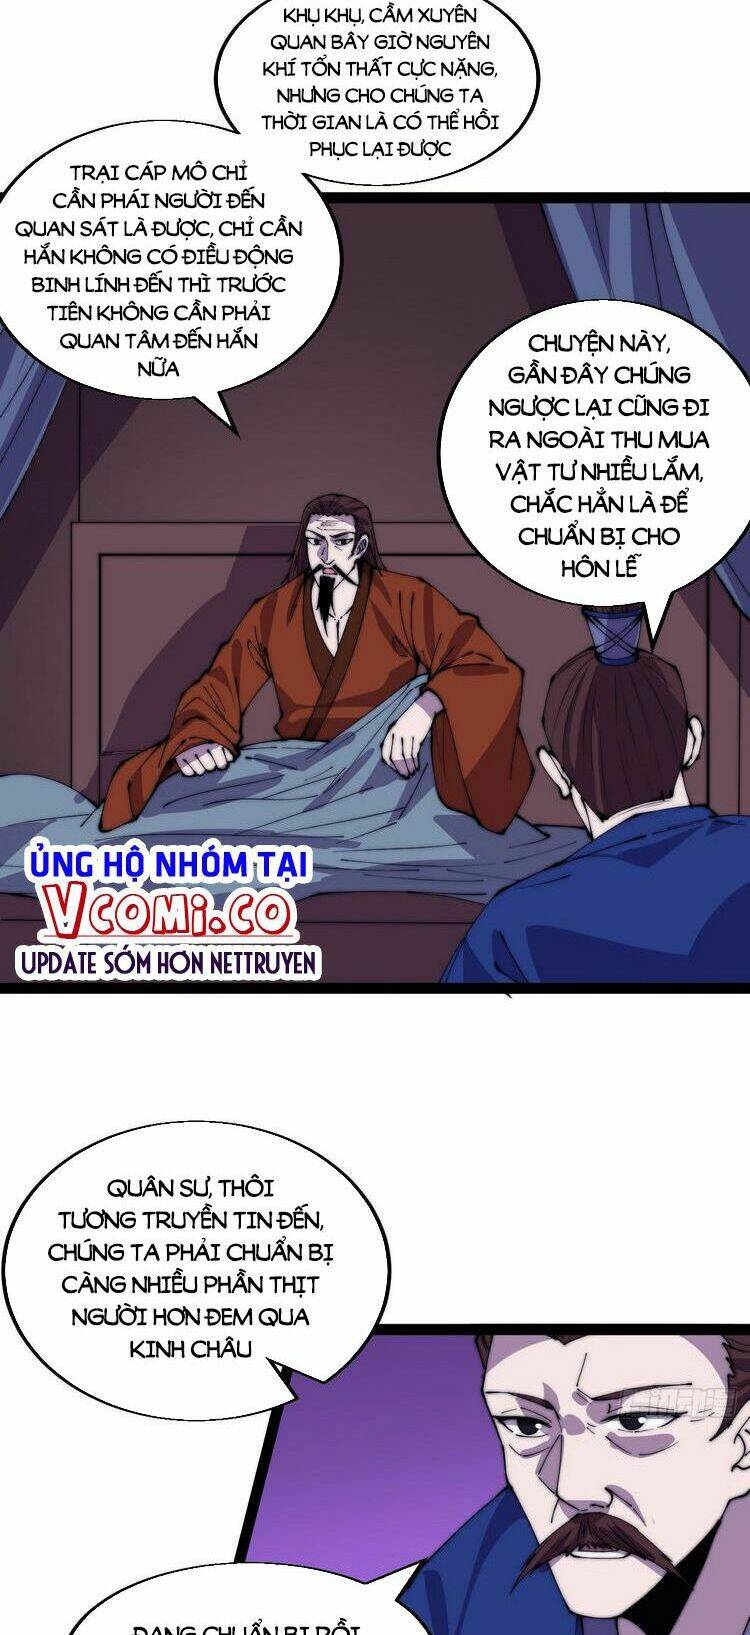 KHỤ KHỤ, CẦM XUYÊN
QUAN BÂY GIỜ NGUYÊN
KHÍ TỔN THẤT CỰC NẶNG,
NHƯNG CHO CHÚNG TA
THỜI GIAN LÀ CÓ THỂ HỒI
PHỤC LẠI ĐƯỢC
TRẠI CÁP MÔ CHỈ
CẦN PHÁI NGƯỜI ĐẾN
QUAN SÁT LÀ ĐƯỢC, CHỈ CẦN
HẮN KHÔNG CÓ ĐIỀU ĐỘNG
BINH LÍNH ĐẾN THÌ TRƯỚC
TIÊN KHÔNG CẦN PHẢI
QUAN TÂM ĐẾN HẮN
NỮA
CHUYỆN NÀY,
GẦN ĐÂY CHÚNG
NGƯỢC LẠI CŨNG ĐI
RA NGOÀI THU MUA
VẬT TƯ NHIỀU LẮM,
CHẮC HẲN LÀ ĐỂ
CHUẨN BỊ CHO
HÔN LỄ
ỦNG HỘ NHÓM TẠI
VCOMI.CO
UPDATE SỚM HƠN NETTRUYEN
QUÂN SƯ, THÔI
TƯƠNG TRUYỀN TIN ĐẾN,
CHÚNG TA PHẢI CHUẨN BỊ
CÀNG NHIỀU PHẦN THỊT
NGƯỜI HƠN ĐEM QUA
KINH CHÂU
ĐANG CHUẨN BỊ RỒI